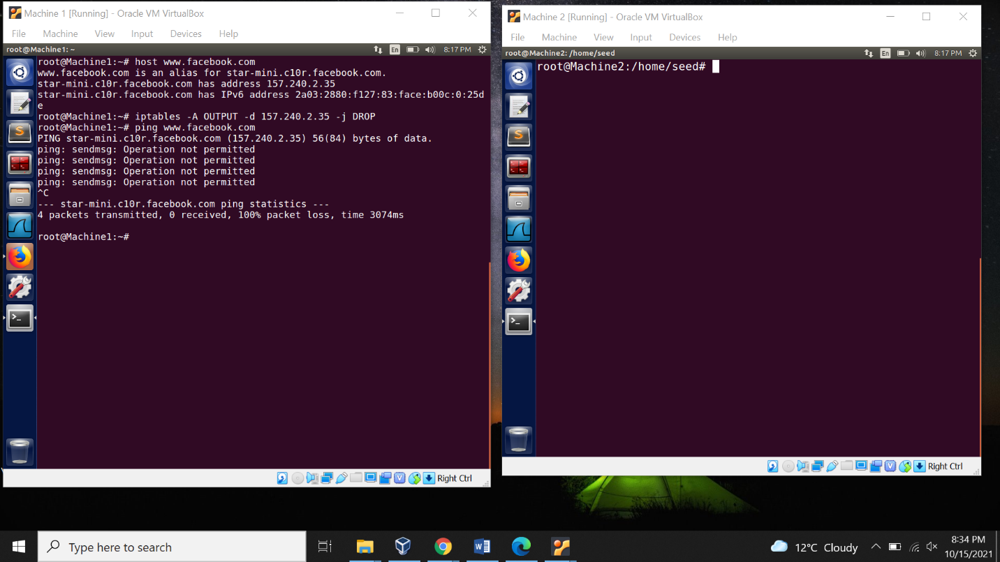 Machine 1 [Running] - Oracle VM VirtualBox
File Machine View Input Devices Help
root@Machine1: ~ En 8:17 PM
root@Machine1:~# host www.facebook.com
www.facebook.com is an alias for star-mini.c10r.facebook.com.
star-mini.c10r.facebook.com has address 157.240.2.35
star-mini.c10r.facebook.com has IPv6 address 2a03:2880:f127:83:face:b00c:0:25d
e
root@Machine1:~# iptables -A OUTPUT -d 157.240.2.35 -j DROP
root@Machine1:~# ping www.facebook.com
PING star-mini.c10r.facebook.com (157.240.2.35) 56(84) bytes of data.
ping: sendmsg: Operation not permitted
ping: sendmsg: Operation not permitted
ping: sendmsg: Operation not permitted
ping: sendmsg: Operation not permitted
^C
--- star-mini.c10r.facebook.com ping statistics ---
4 packets transmitted, 0 received, 100% packet loss, time 3074ms
root@Machine1:~#
Right Ctrl
Machine 2 [Running] - Oracle VM VirtualBox
File Machine View Input Devices Help
root@Machine2: /home/seed En 8:17 PM
root@Machine2:/home/seed#
Right Ctrl
Type here to search
12°C Cloudy
8:34 PM
10/15/2021